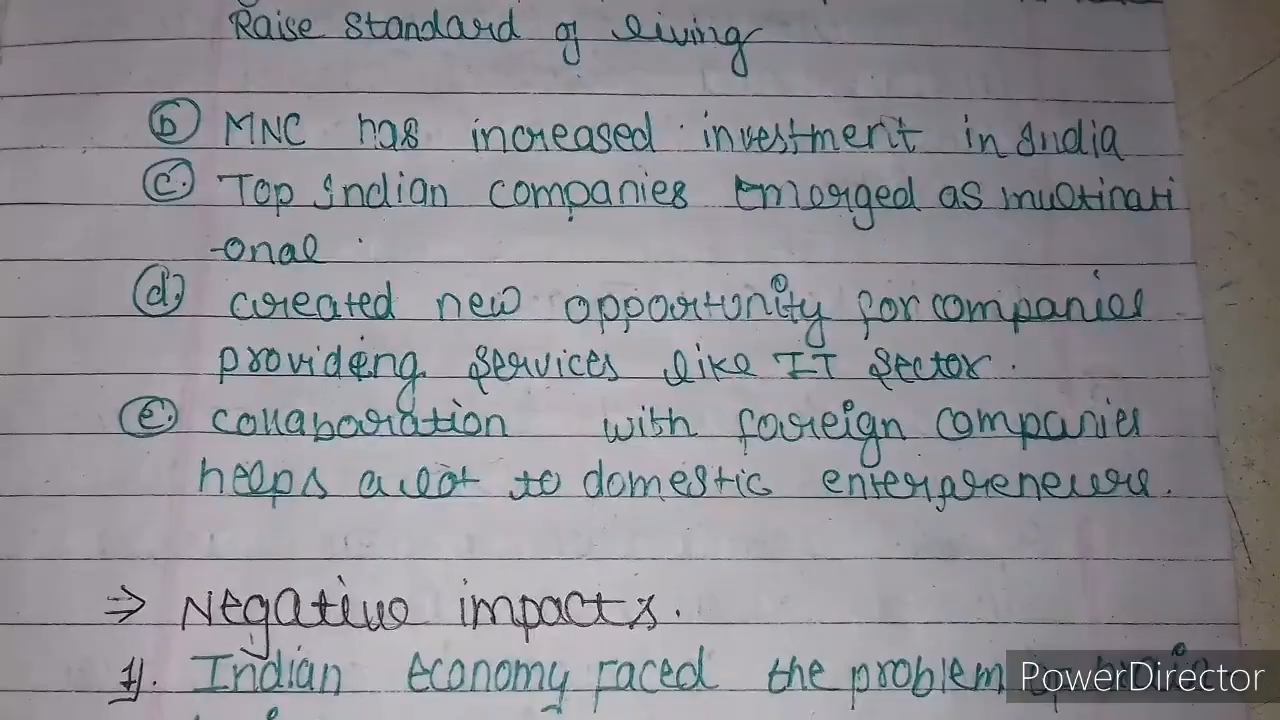 Raise standard of living
(b) MNC has increased investment in India
(c) Top Indian companies Emerged as multinati
-onal
(d) created new opportunity for companies
providing services like IT sector.
(e) collaboration with foreign companies
helps a lot to domestic enterpreneurs.
⇒ Negative impacts.
1). Indian economy faced the problem
PowerDirector